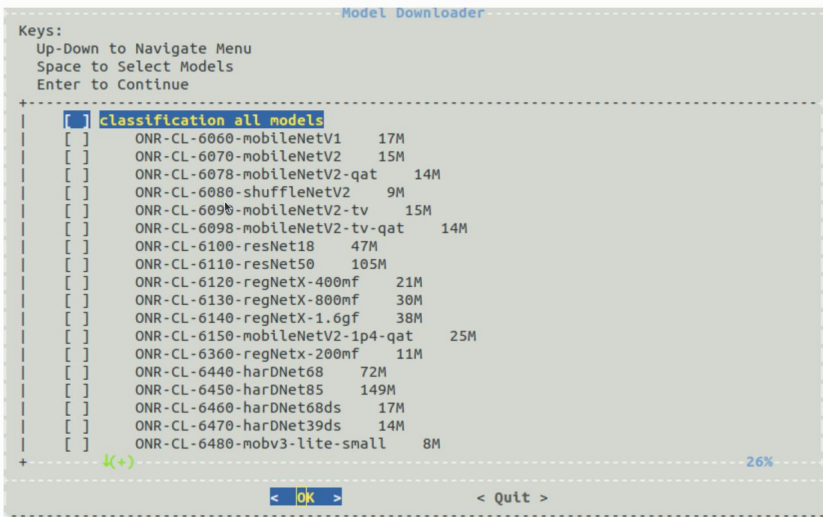 Model Downloader
Keys:
Up-Down to Navigate Menu
Space to Select Models
Enter to Continue
[ ] classification all models
[ ] ONR-CL-6060-mobileNetV1 17M
[ ] ONR-CL-6070-mobileNetV2 15M
[ ] ONR-CL-6078-mobileNetV2-qat 14M
[ ] ONR-CL-6080-shuffleNetV2 9M
[ ] ONR-CL-6090-mobileNetV2-tv 15M
[ ] ONR-CL-6098-mobileNetV2-tv-qat 14M
[ ] ONR-CL-6100-resNet18 47M
[ ] ONR-CL-6110-resNet50 105M
[ ] ONR-CL-6120-regNetX-400mf 21M
[ ] ONR-CL-6130-regNetX-800mf 30M
[ ] ONR-CL-6140-regNetX-1.6gf 38M
[ ] ONR-CL-6150-mobileNetV2-1p4-qat 25M
[ ] ONR-CL-6360-regNetx-200mf 11M
[ ] ONR-CL-6440-harDNet68 72M
[ ] ONR-CL-6450-harDNet85 149M
[ ] ONR-CL-6460-harDNet68ds 17M
[ ] ONR-CL-6470-harDNet39ds 14M
[ ] ONR-CL-6480-mobv3-lite-small 8M
↓(+) 26%
< OK > < Quit >